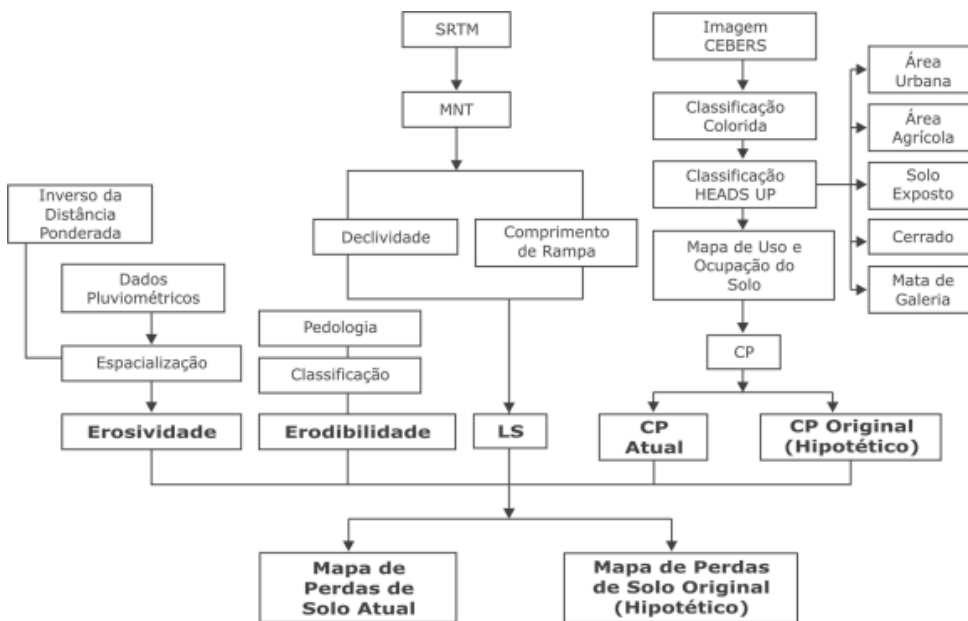 SRTM
MNT
Declividade
Comprimento
de Rampa
Imagem
CEBERS
Classificação
Colorida
Classificação
HEADS UP
Mapa de Uso e
Ocupação do
Solo
CP
Área
Urbana
Área
Agrícola
Solo
Exposto
Cerrado
Mata de
Galeria
Inverso da
Distância
Ponderada
Dados
Pluviométricos
Espacialização
Pedologia
Classificação
Erosividade
Erodibilidade
LS
CP
Atual
CP Original
(Hipotético)
Mapa de
Perdas de
Solo Atual
Mapa de Perdas
de Solo Original
(Hipotético)